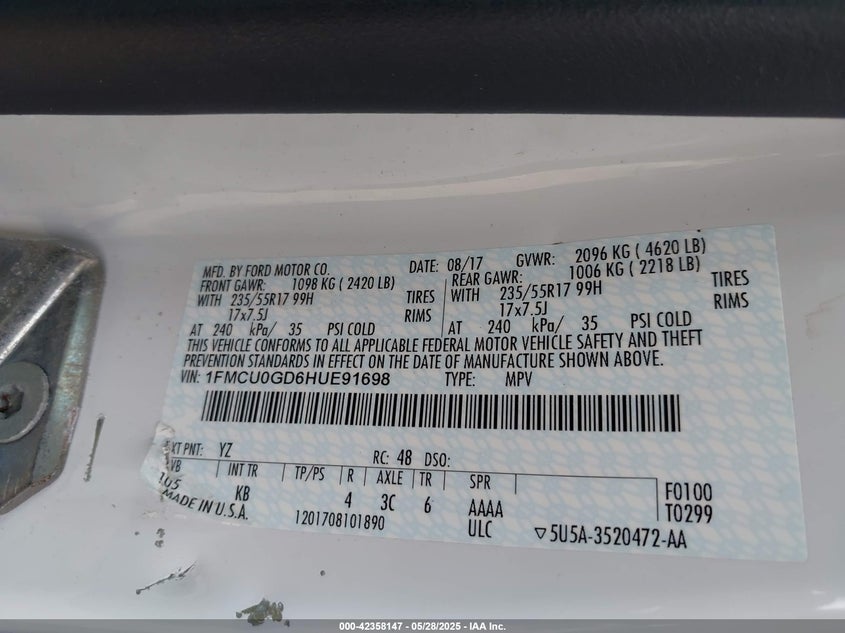 MFD. BY FORD MOTOR CO. DATE: 08/17 GVWR: 2096 KG ( 4620 LB)
FRONT GAWR: 1098 KG ( 2420 LB) REAR GAWR: 1006 KG ( 2218 LB)
WITH 235/55R17 99H TIRES WITH 235/55R17 99H TIRES
17x7.5J RIMS 17x7.5J RIMS
AT 240 kPa/ 35 PSI COLD AT 240 kPa/ 35 PSI COLD
THIS VEHICLE CONFORMS TO ALL APPLICABLE FEDERAL MOTOR VEHICLE SAFETY AND THEFT
PREVENTION STANDARDS IN EFFECT ON THE DATE OF MANUFACTURE SHOWN ABOVE.
VIN: 1FMCU0GD6HUE91698 TYPE: MPV
XT PNT: YZ RC: 48 DSO:
VB INT TR TP/PS R AXLE TR SPR F0100
105 KB 4 3C 6 AAAA T0299
MADE IN U.S.A. 1201708101890 ULC ▽5U5A-3520472-AA
000-42358147 — 05/28/2025 — IAA Inc.